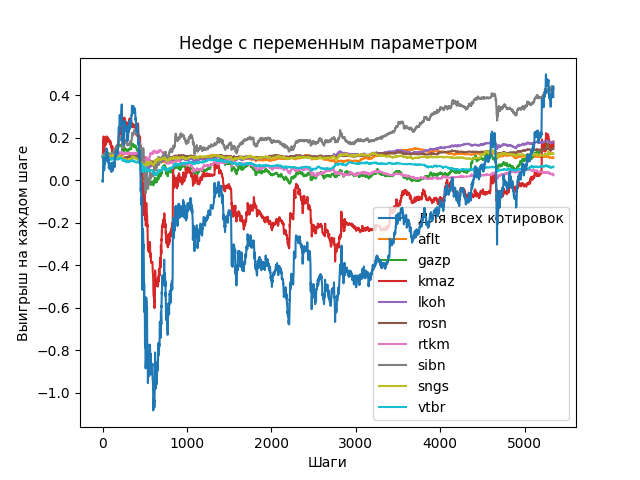 Hedge с переменным параметром
Выигрыш на каждом шаге
0.4
0.2
0.0
−0.2
−0.4
−0.6
−0.8
−1.0
0 1000 2000 3000 4000 5000
Шаги
Для всех котировок
aflt
gazp
kmaz
lkoh
rosn
rtkm
sibn
sngs
vtbr